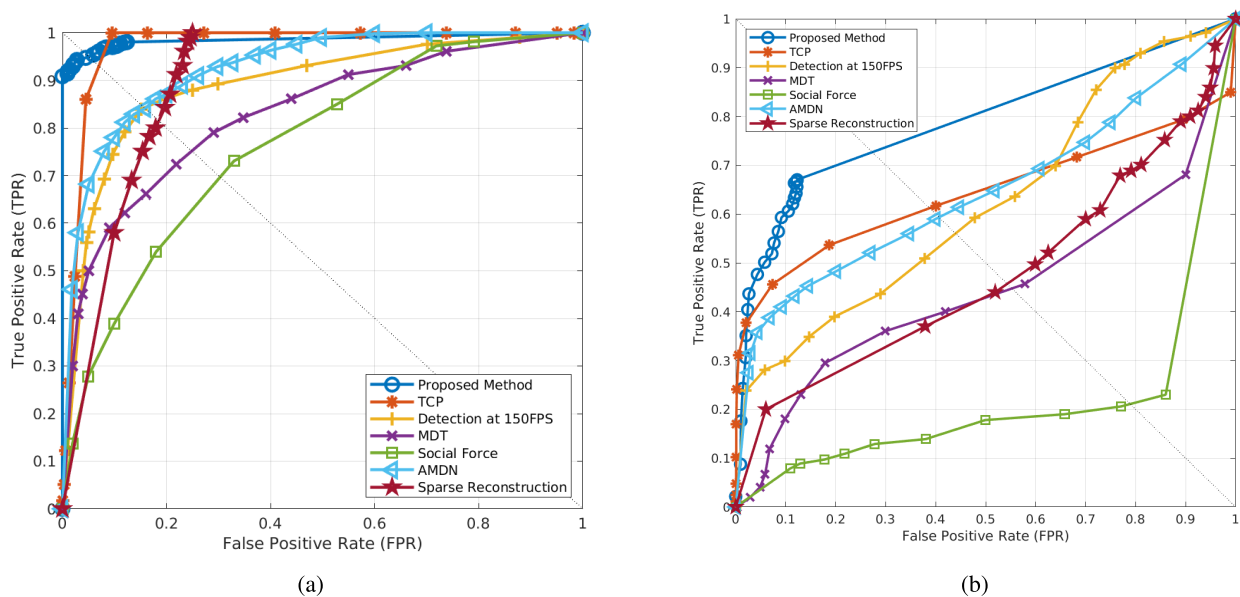 1
0.9
0.8
0.7
0.6
0.5
0.4
0.3
0.2
0.1
0
True Positive Rate (TPR)
0 0.2 0.4 0.6 0.8 1
False Positive Rate (FPR)
Proposed Method
TCP
Detection at 150FPS
MDT
Social Force
AMDN
Sparse Reconstruction
(a)
1
0.9
0.8
0.7
0.6
0.5
0.4
0.3
0.2
0.1
0
True Positive Rate (TPR)
0 0.1 0.2 0.3 0.4 0.5 0.6 0.7 0.8 0.9 1
False Positive Rate (FPR)
Proposed Method
TCP
Detection at 150FPS
MDT
Social Force
AMDN
Sparse Reconstruction
(b)